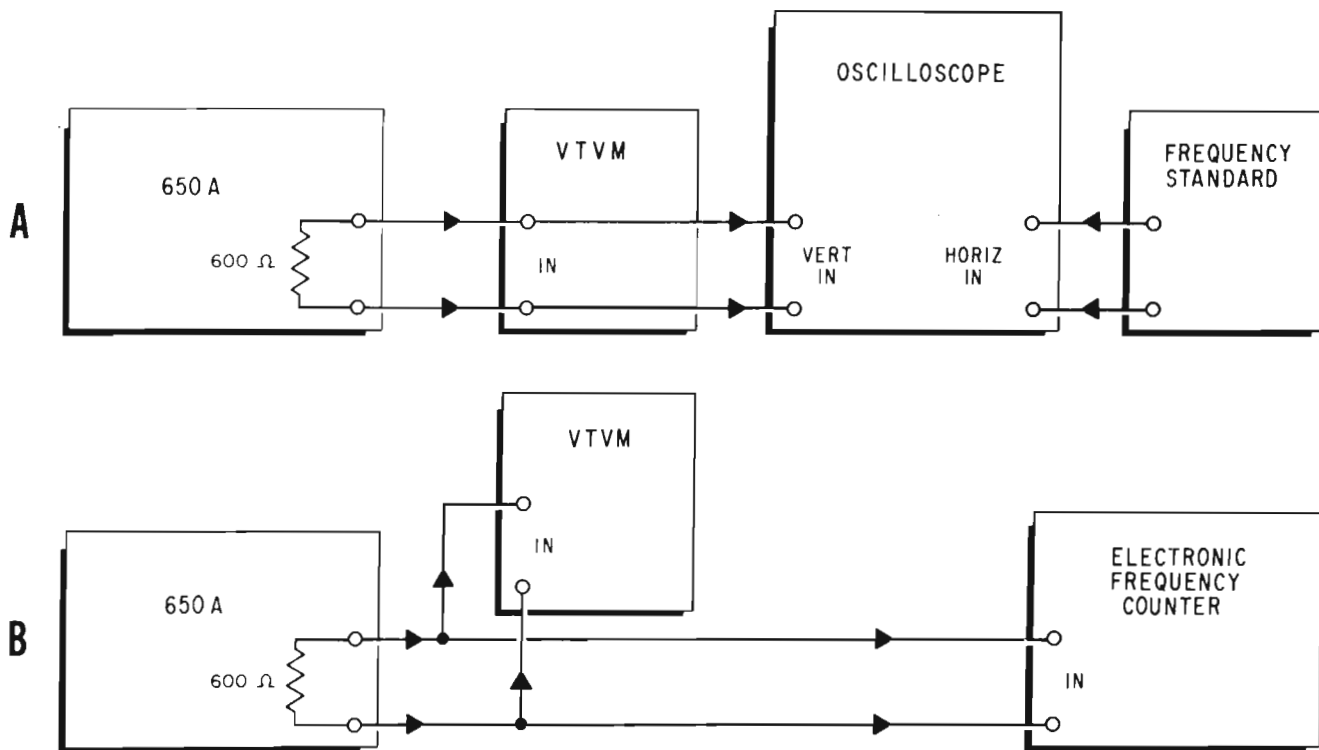 A
650 A
600 Ω
VTVM
IN
OSCILLOSCOPE
VERT
IN
HORIZ
IN
FREQUENCY
STANDARD
B
650 A
600 Ω
VTVM
IN
ELECTRONIC
FREQUENCY
COUNTER
IN